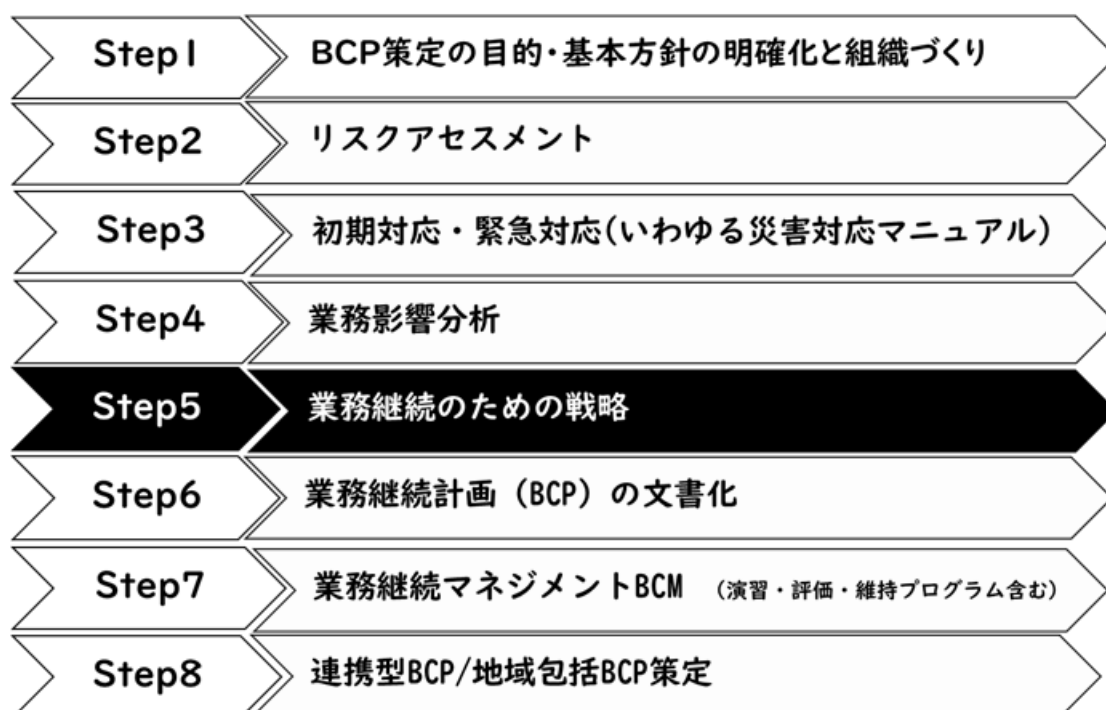 Step1 BCP策定の目的・基本方針の明確化と組織づくり
Step2 リスクアセスメント
Step3 初期対応・緊急対応(いわゆる災害対応マニュアル)
Step4 業務影響分析
Step5 業務継続のための戦略
Step6 業務継続計画（BCP）の文書化
Step7 業務継続マネジメントBCM （演習・評価・維持プログラム含む）
Step8 連携型BCP/地域包括BCP策定